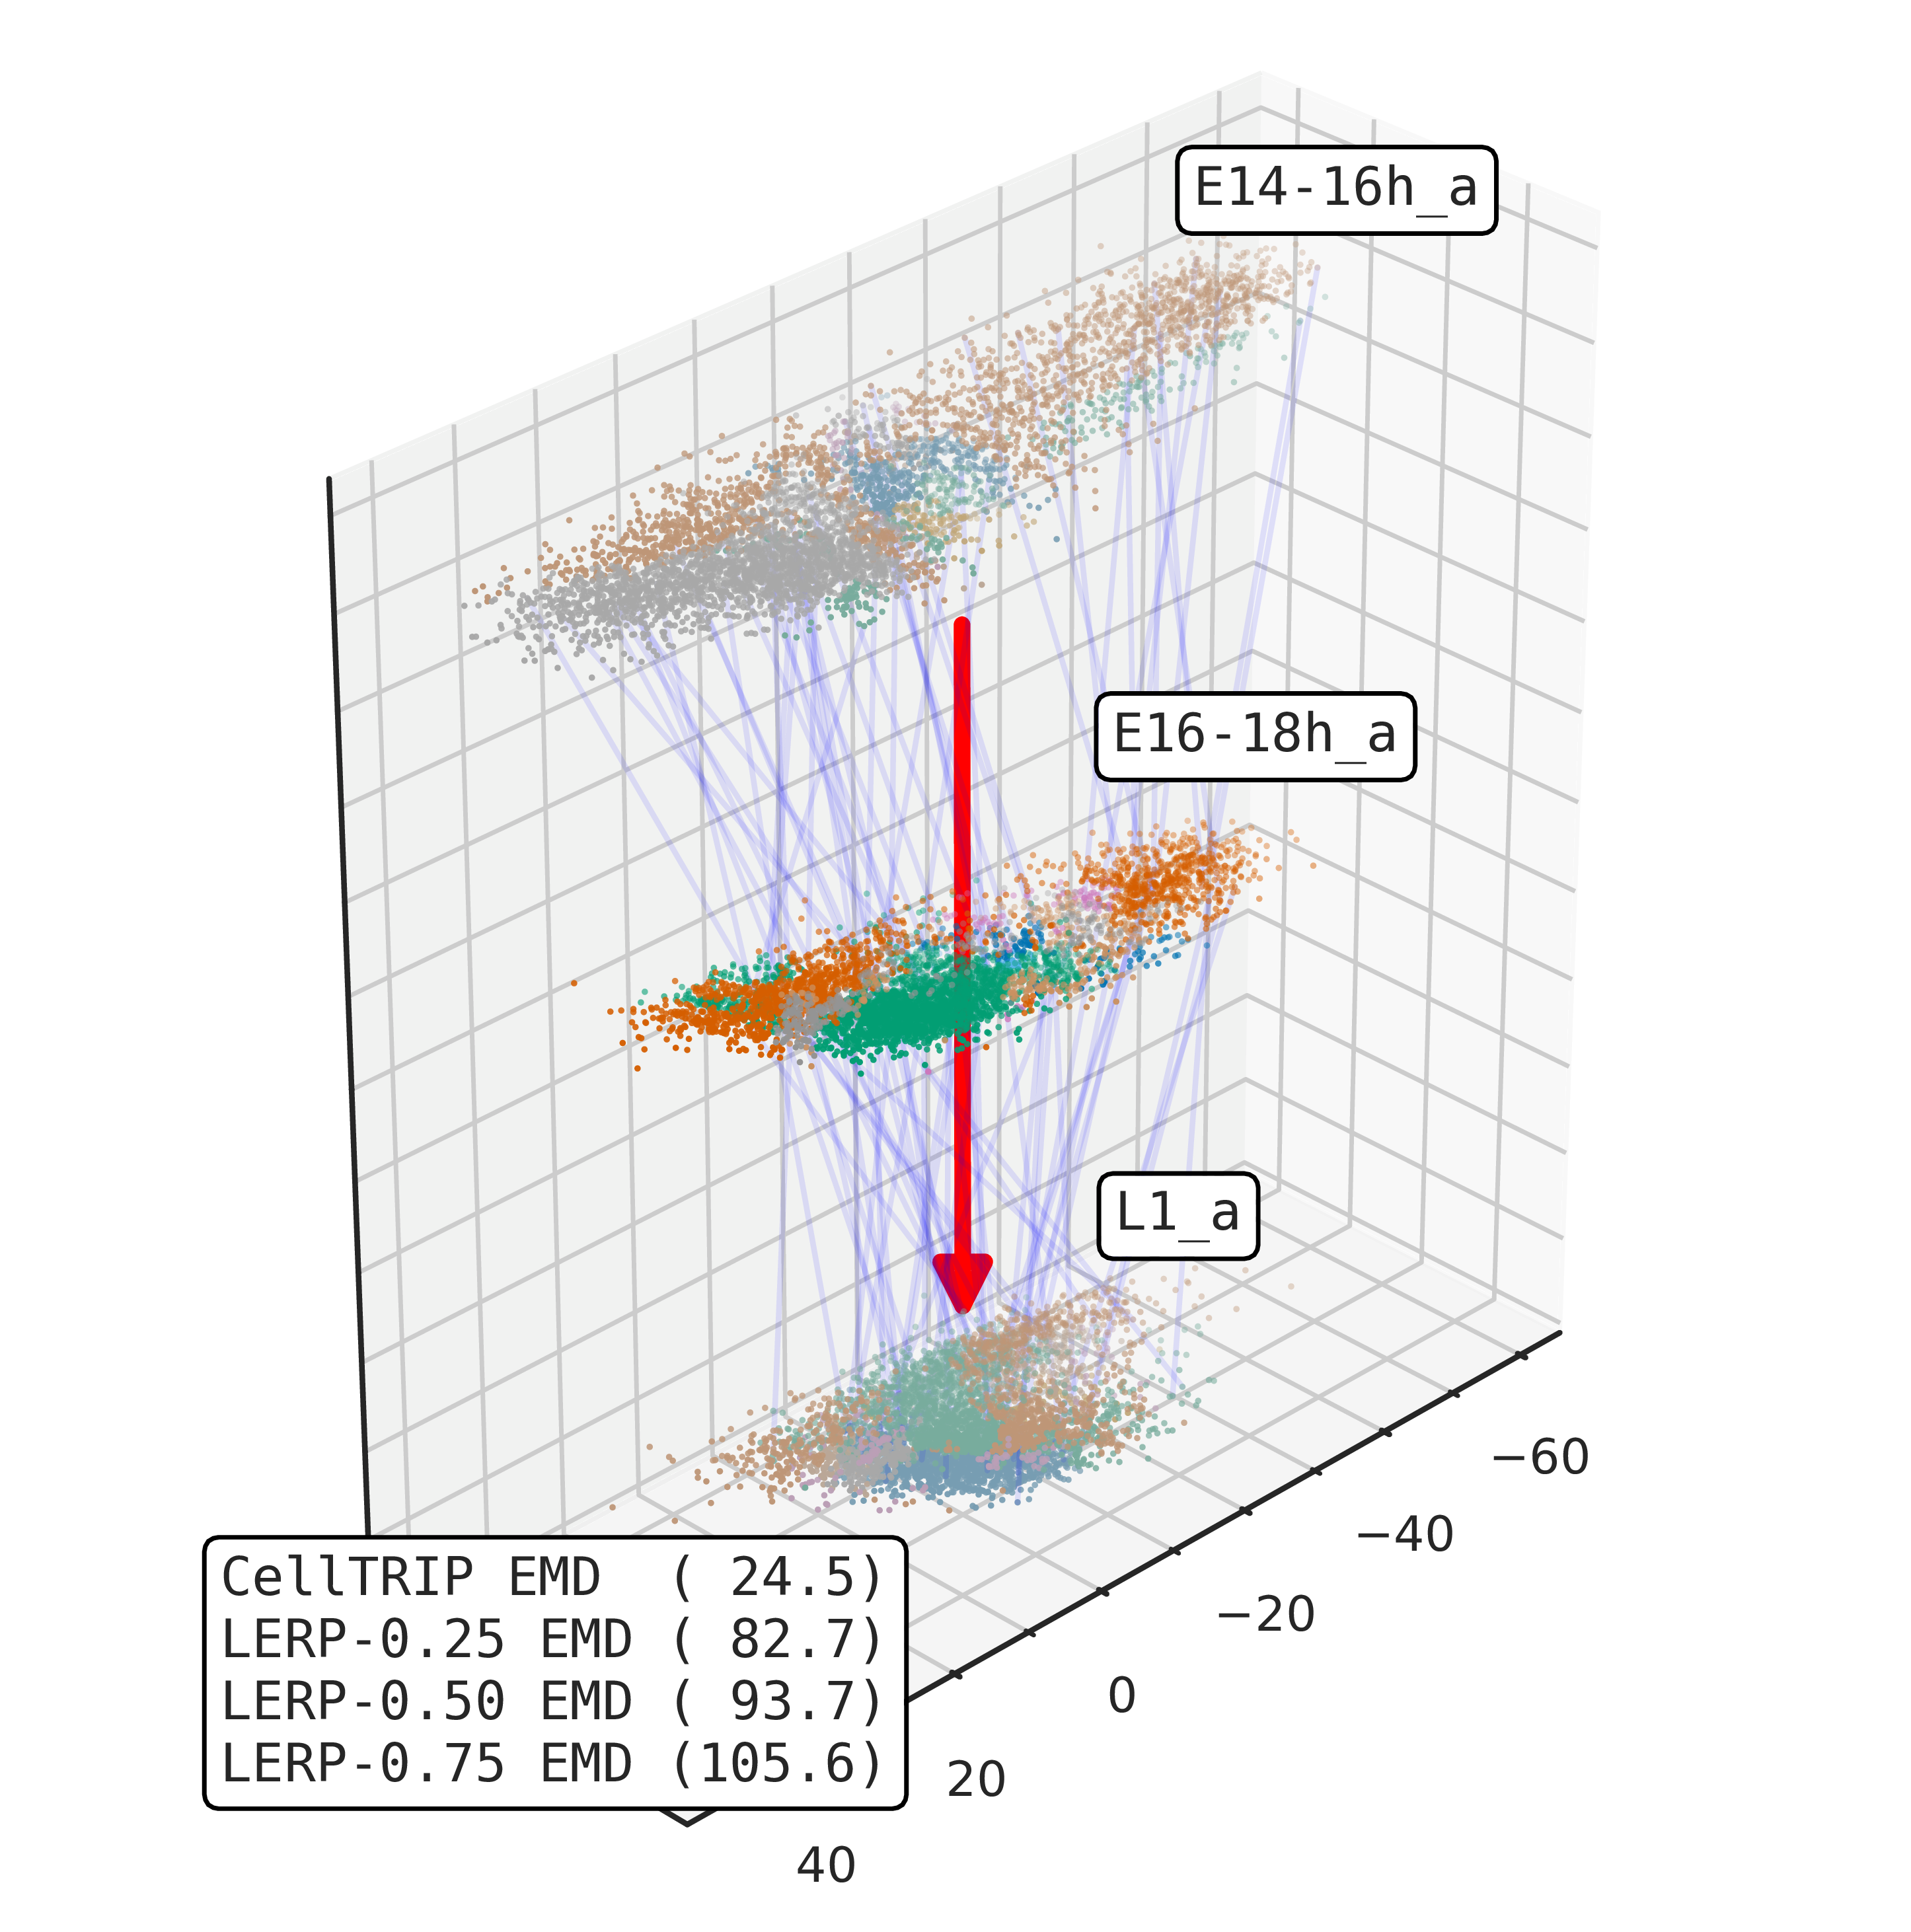 E14-16h_a
E16-18h_a
L1_a
CellTRIP EMD  ( 24.5)
LERP-0.25 EMD ( 82.7)
LERP-0.50 EMD ( 93.7)
LERP-0.75 EMD (105.6)
−60
−40
−20
0
20
40